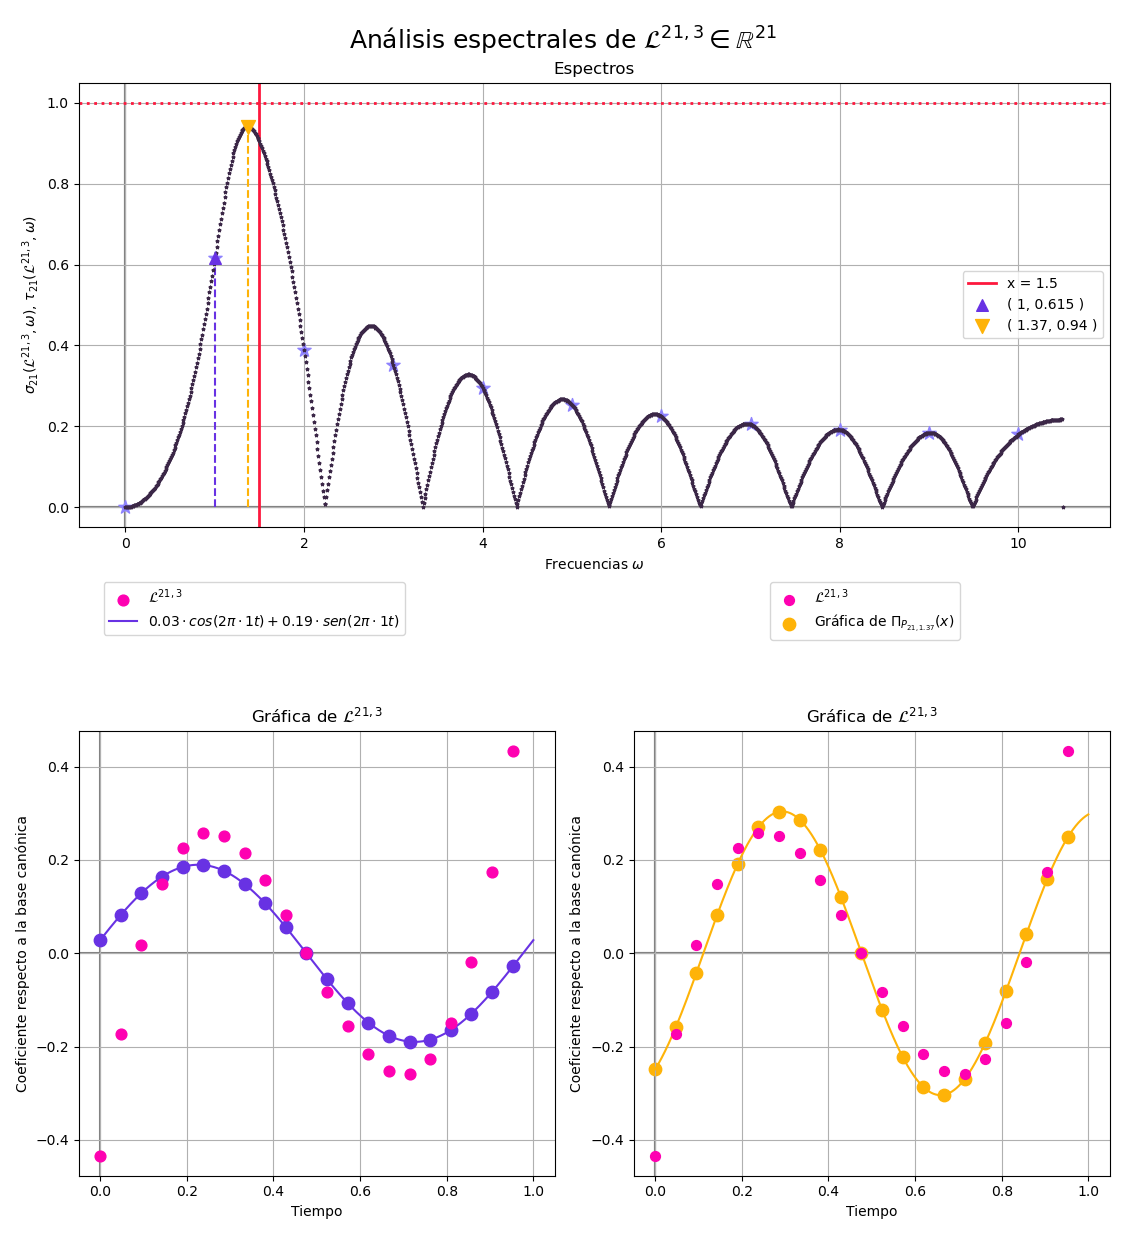 Análisis espectrales de 𝓛^{21,3} ∈ ℝ^{21}
Espectros
σ_{21}(𝓛^{21,3}, ω), τ_{21}(𝓛^{21,3}, ω)
1.0
0.8
0.6
0.4
0.2
0.0
x = 1.5
( 1, 0.615 )
( 1.37, 0.94 )
0 2 4 6 8 10
Frecuencias ω
𝓛^{21,3}
0.03 · cos(2π · 1t) + 0.19 · sen(2π · 1t)
𝓛^{21,3}
Gráfica de Π_{P_{21,1.37}}(x)
Gráfica de 𝓛^{21,3}
Coeficiente respecto a la base canónica
0.4
0.2
0.0
−0.2
−0.4
0.0 0.2 0.4 0.6 0.8 1.0
Tiempo
Gráfica de 𝓛^{21,3}
Coeficiente respecto a la base canónica
0.4
0.2
0.0
−0.2
−0.4
0.0 0.2 0.4 0.6 0.8 1.0
Tiempo